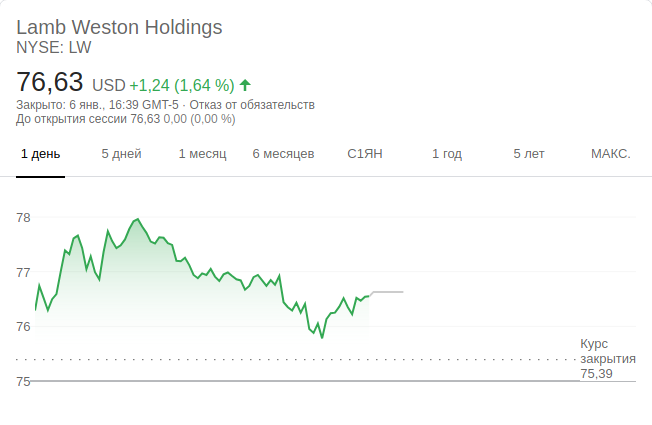 Lamb Weston Holdings
NYSE: LW
76,63 USD +1,24 (1,64 %)
Закрыто: 6 янв., 16:39 GMT-5 · Отказ от обязательств
До открытия сессии 76,63 0,00 (0,00 %)
1 день 5 дней 1 месяц 6 месяцев С1ЯН 1 год 5 лет МАКС.
78
77
76
Курс
закрытия
75,39
75